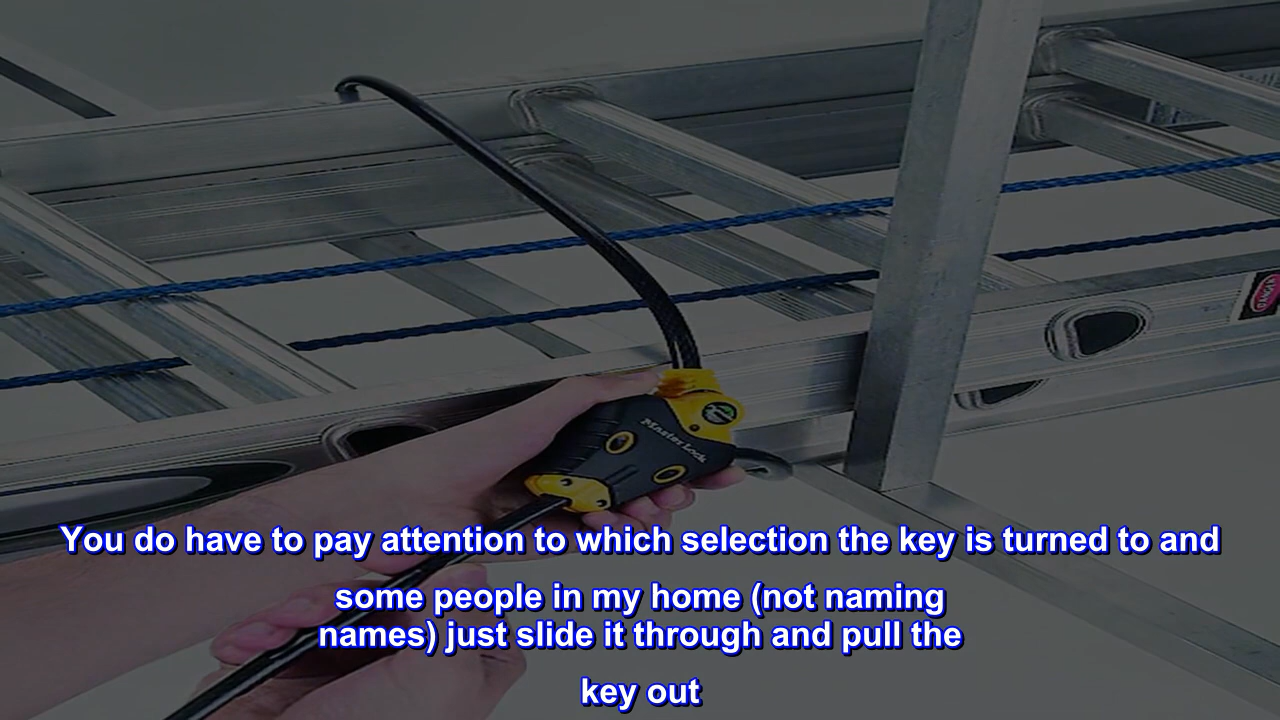 DANGER
Master Lock
You do have to pay attention to which selection the key is turned to and
some people in my home (not naming
names) just slide it through and pull the
key out